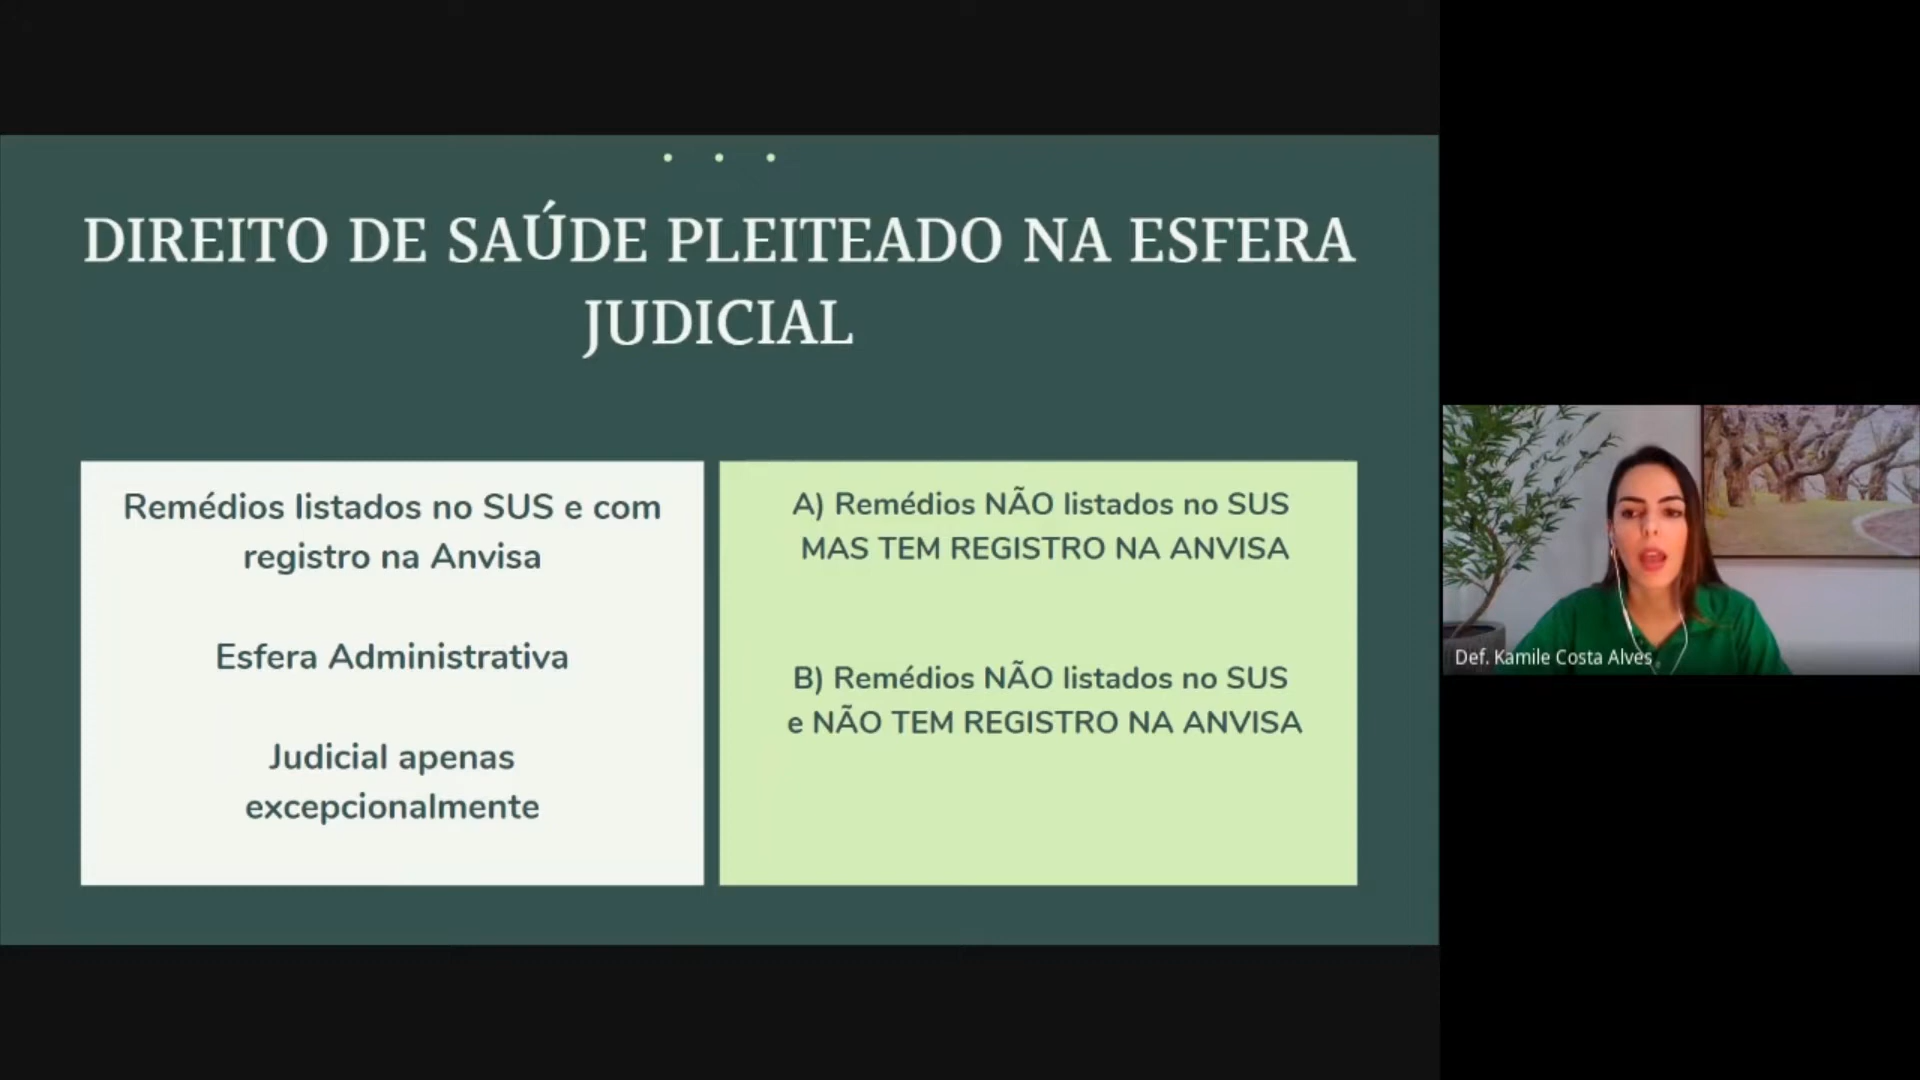 DIREITO DE SAÚDE PLEITEADO NA ESFERA
JUDICIAL
Remédios listados no SUS e com
registro na Anvisa
Esfera Administrativa
Judicial apenas
excepcionalmente
A) Remédios NÃO listados no SUS
MAS TEM REGISTRO NA ANVISA
B) Remédios NÃO listados no SUS
e NÃO TEM REGISTRO NA ANVISA
Def. Kamile Costa Alves